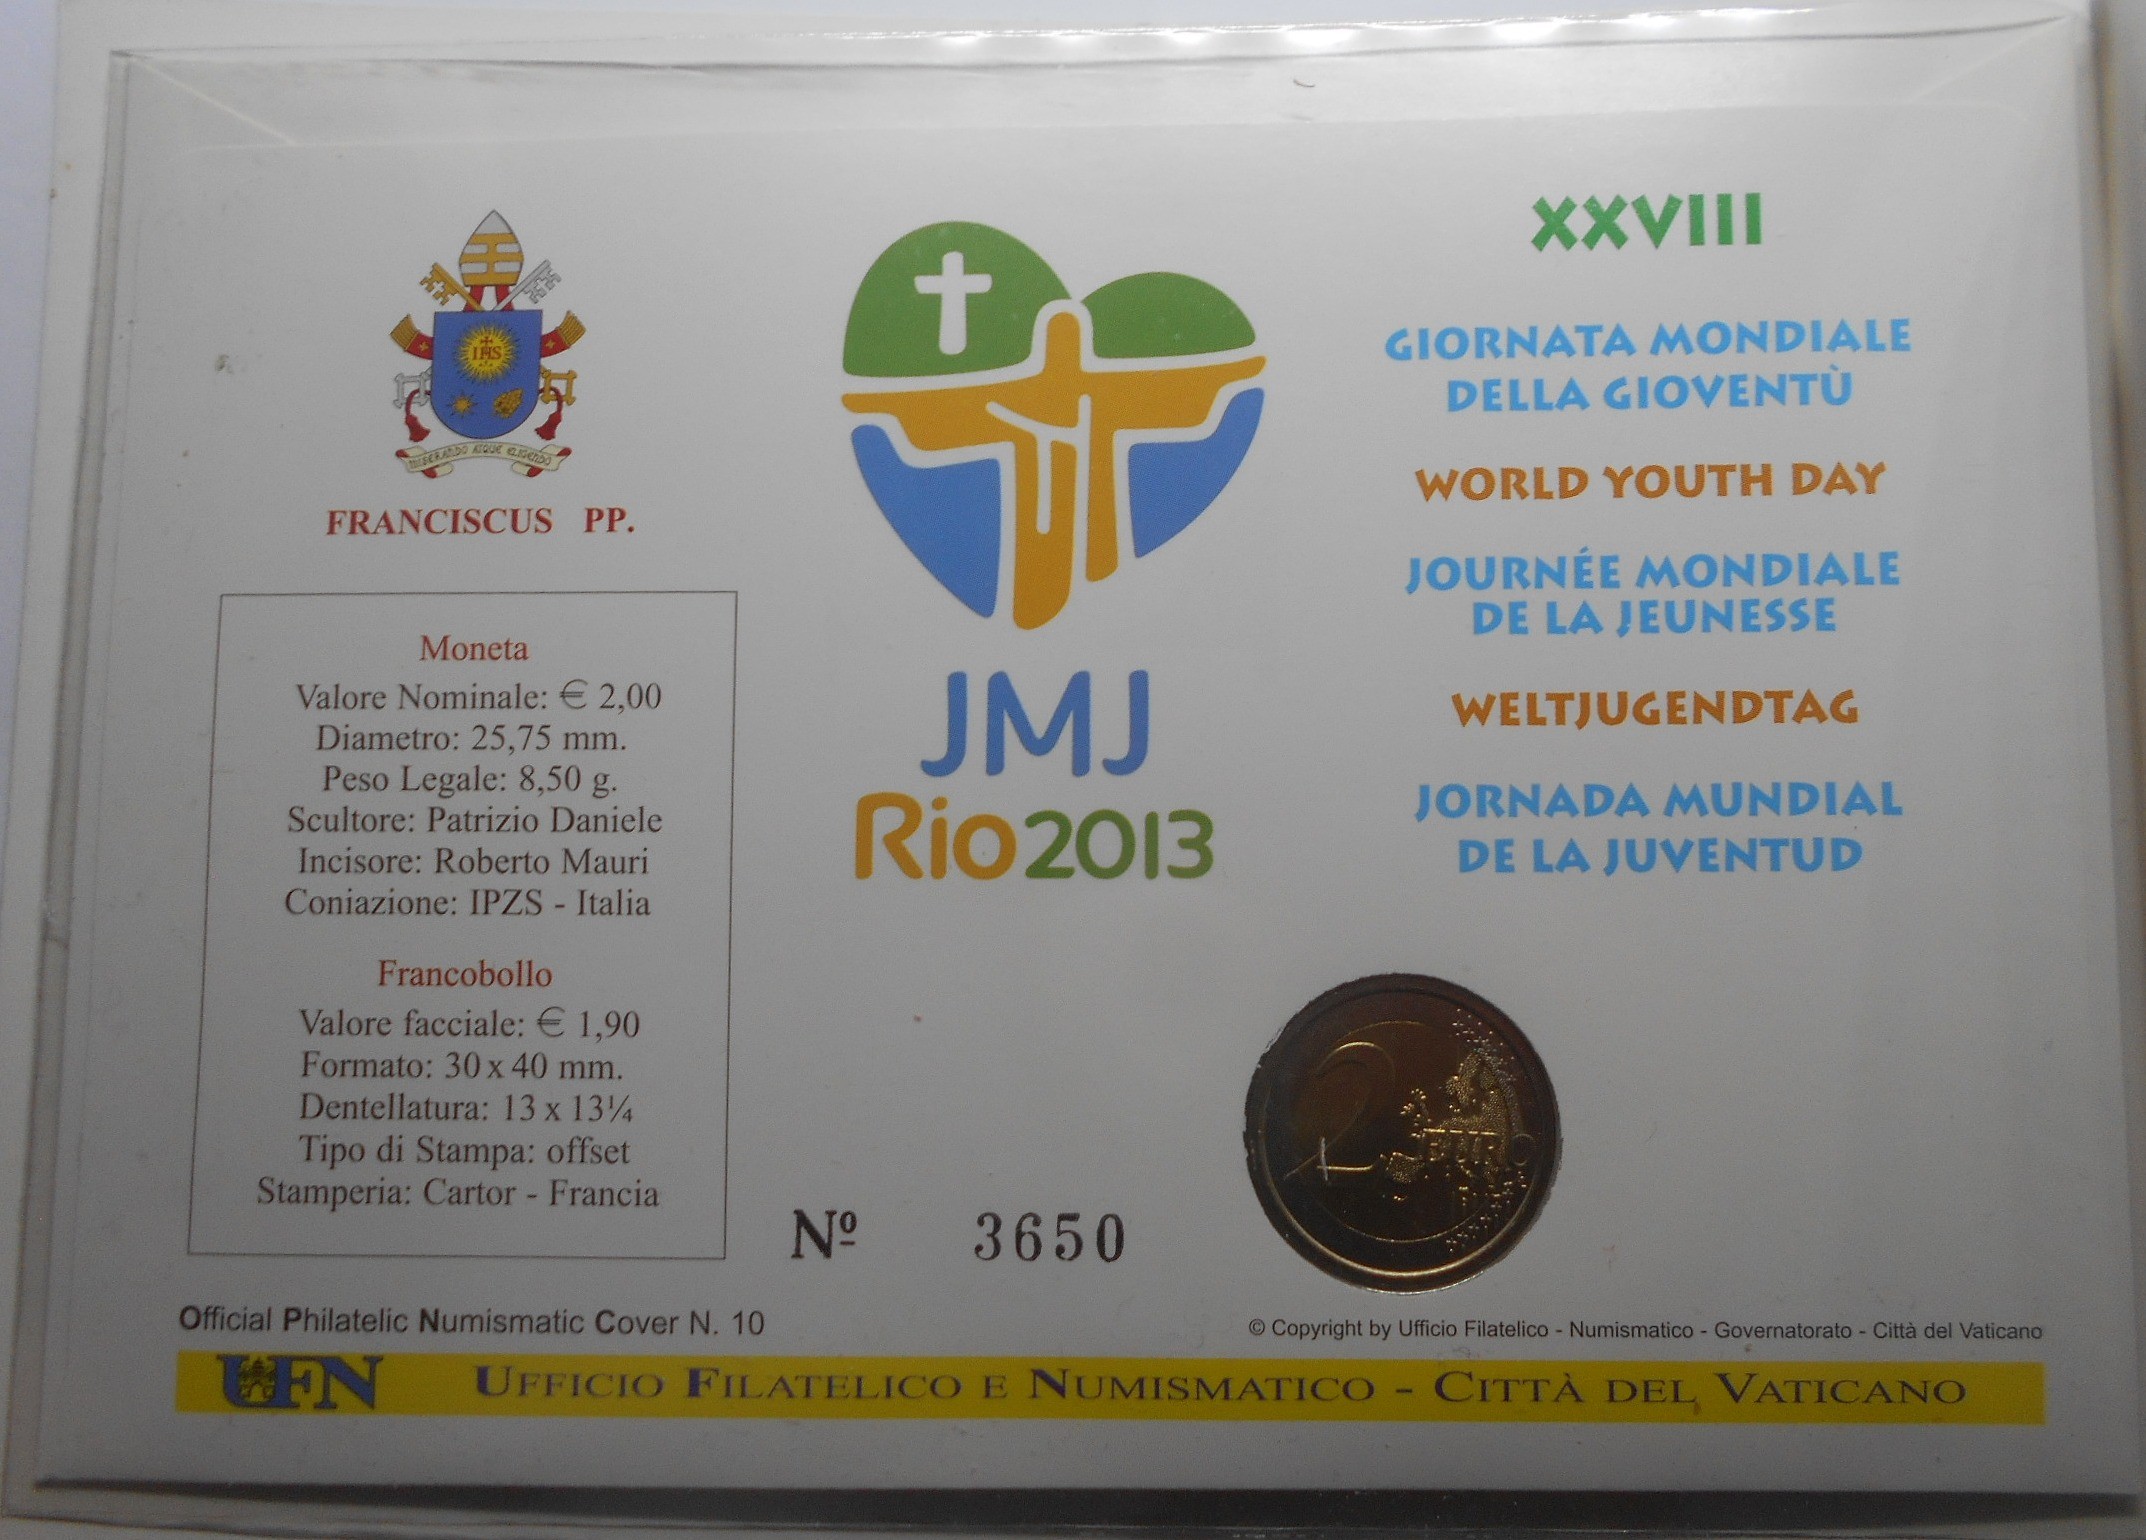 IHS
MISERANDO ATQUE ELIGENDO
FRANCISCUS PP.
Moneta
Valore Nominale: € 2,00
Diametro: 25,75 mm.
Peso Legale: 8,50 g.
Scultore: Patrizio Daniele
Incisore: Roberto Mauri
Coniazione: IPZS - Italia
Francobollo
Valore facciale: € 1,90
Formato: 30 x 40 mm.
Dentellatura: 13 x 13¼
Tipo di Stampa: offset
Stamperia: Cartor - Francia
JMJ
Rio2013
XXVIII
GIORNATA MONDIALE
DELLA GIOVENTÙ
WORLD YOUTH DAY
JOURNÉE MONDIALE
DE LA JEUNESSE
WELTJUGENDTAG
JORNADA MUNDIAL
DE LA JUVENTUD
2 EURO
Nº 3650
Official Philatelic Numismatic Cover N. 10
© Copyright by Ufficio Filatelico - Numismatico - Governatorato - Città del Vaticano
UFN UFFICIO FILATELICO E NUMISMATICO - CITTÀ DEL VATICANO